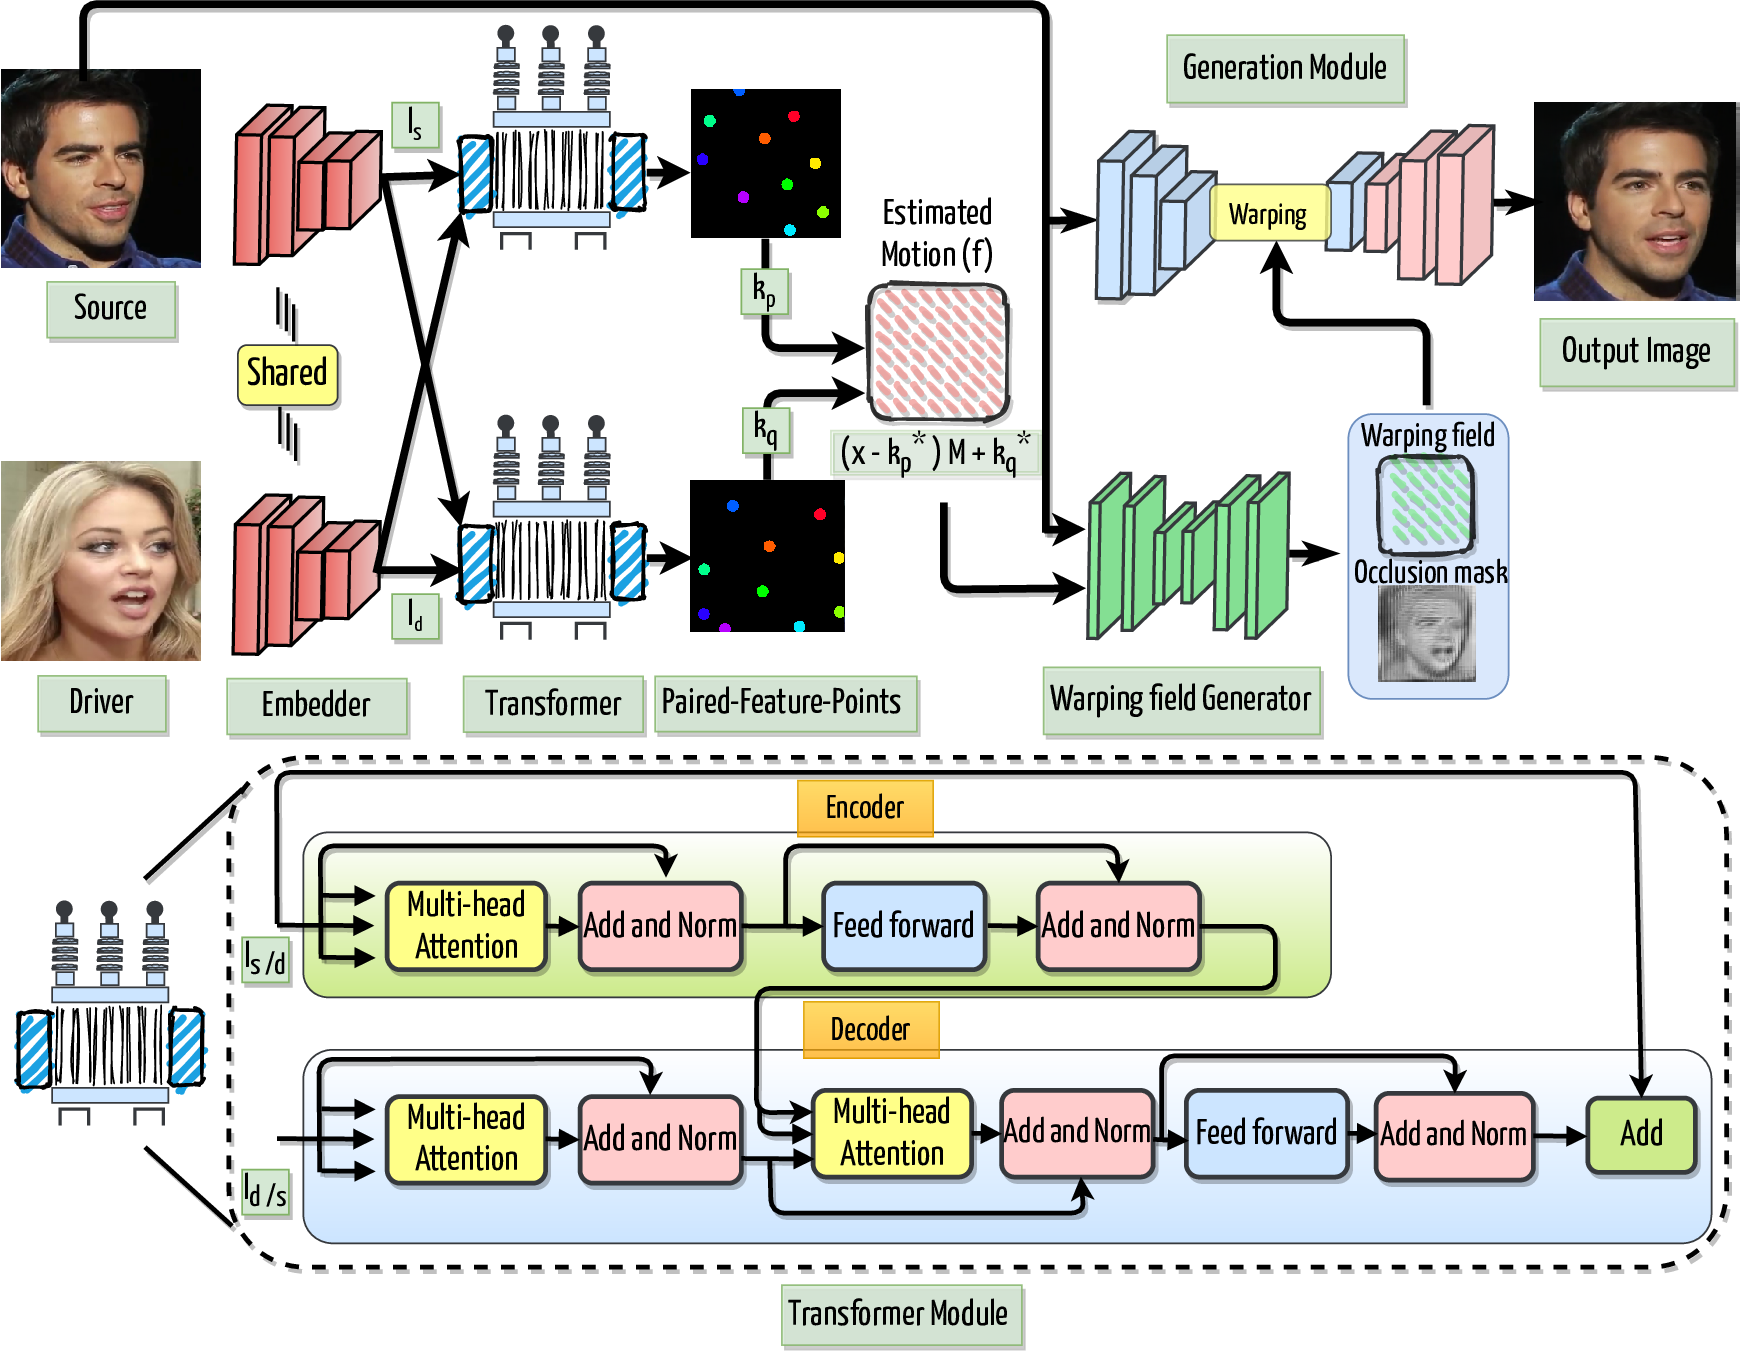 Generation Module
I_s
Source
Shared
Estimated
Motion (f)
k_p
k_q
(x - k_p^*) M + k_q^*
Warping
Output Image
Warping field
Occlusion mask
I_d
Driver
Embedder
Transformer
Paired-Feature-Points
Warping field Generator
Encoder
Multi-head
Attention
Add and Norm
Feed forward
Add and Norm
I_s/d
Decoder
Multi-head
Attention
Add and Norm
Multi-head
Attention
Add and Norm
Feed forward
Add and Norm
Add
I_d/s
Transformer Module